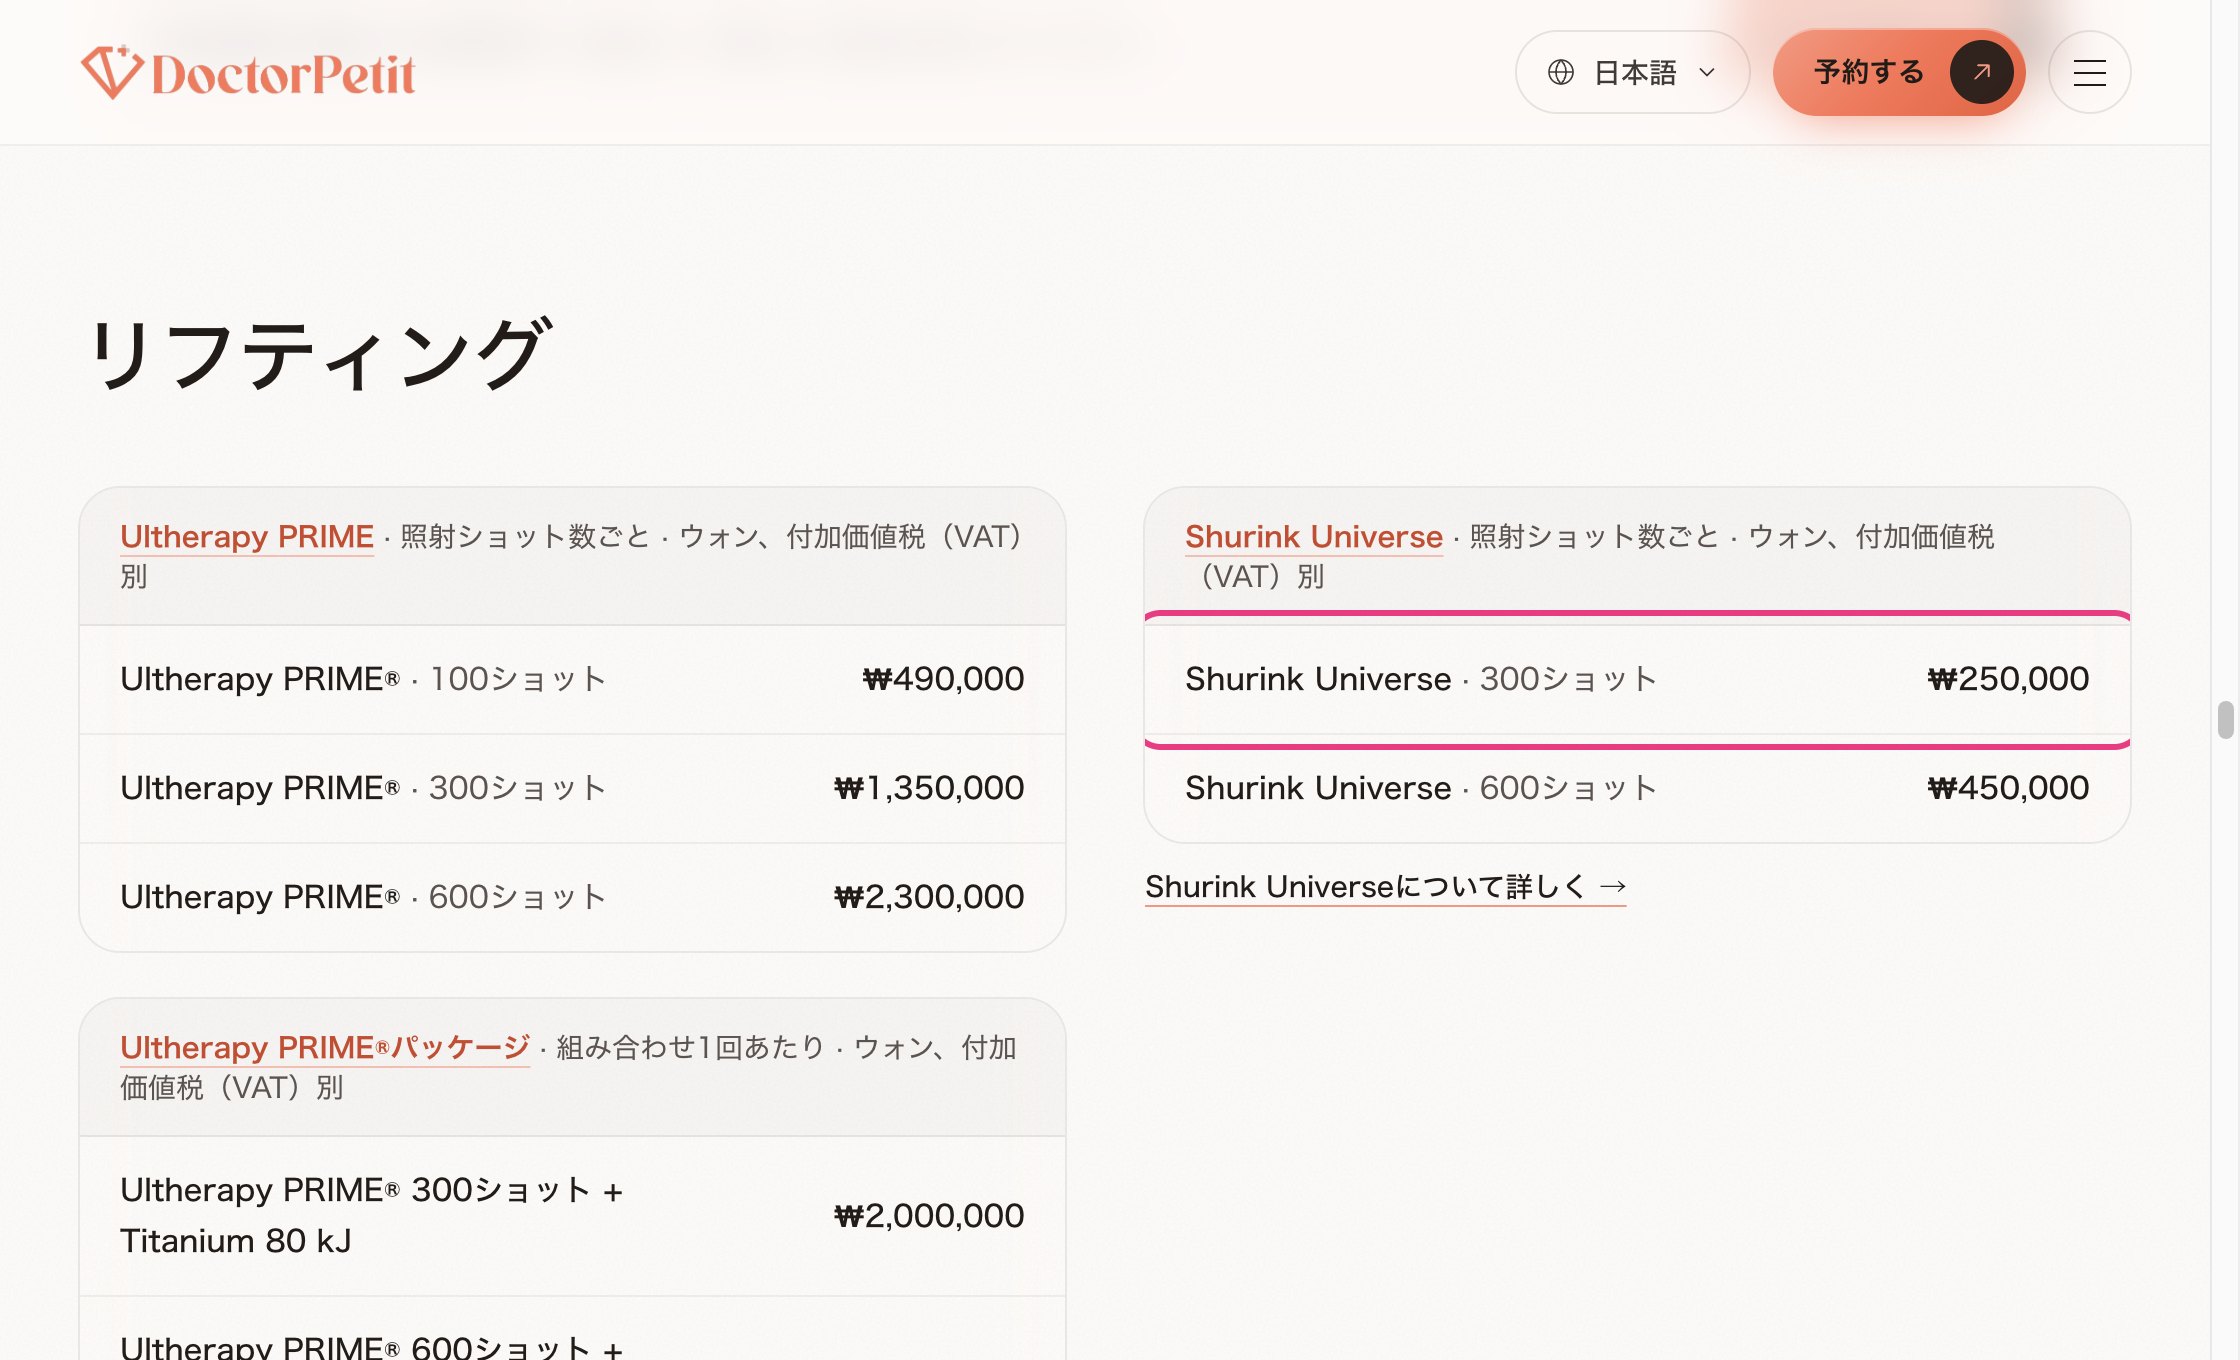 DoctorPetit
日本語
予約する
リフティング
Ultherapy PRIME · 照射ショット数ごと · ウォン、付加価値税（VAT）
別
Ultherapy PRIME® · 100ショット ₩490,000
Ultherapy PRIME® · 300ショット ₩1,350,000
Ultherapy PRIME® · 600ショット ₩2,300,000
Shurink Universe · 照射ショット数ごと · ウォン、付加価値税
（VAT）別
Shurink Universe · 300ショット ₩250,000
Shurink Universe · 600ショット ₩450,000
Shurink Universeについて詳しく →
Ultherapy PRIME®パッケージ · 組み合わせ1回あたり · ウォン、付加
価値税（VAT）別
Ultherapy PRIME® 300ショット +
Titanium 80 kJ
₩2,000,000
Ultherapy PRIME® 600ショット +